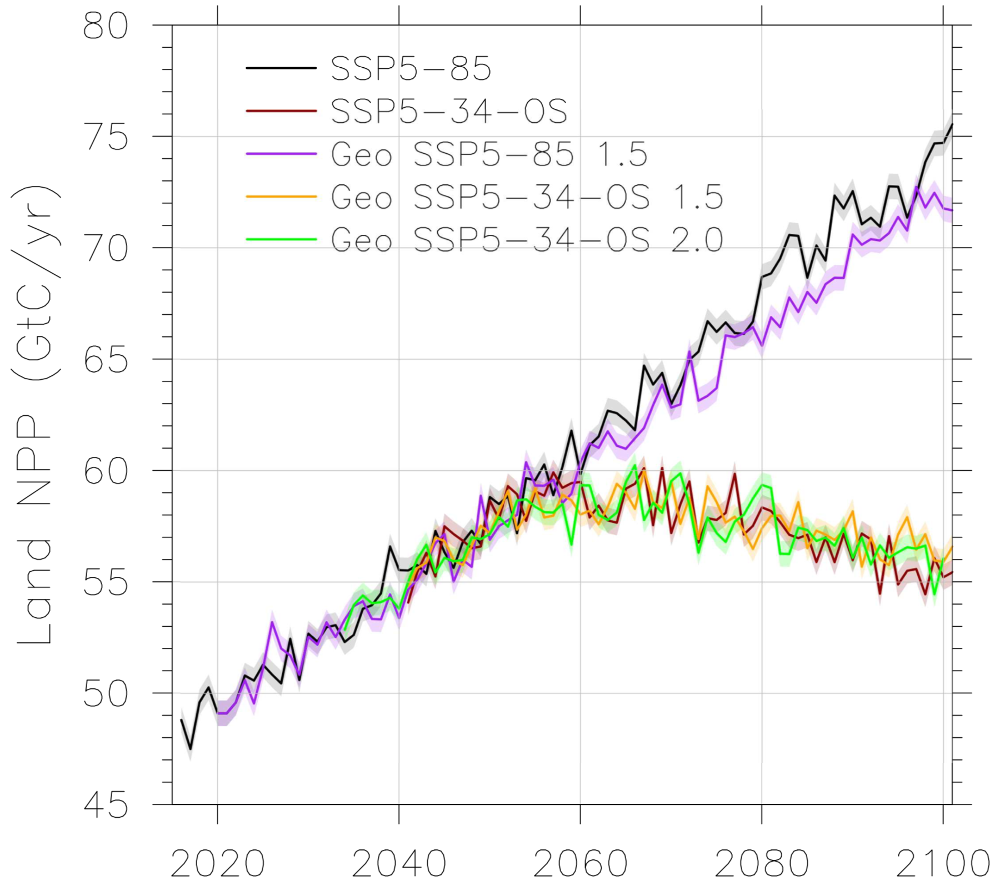 80
75
70
65
60
55
50
45
Land NPP (GtC/yr)
SSP5-85
SSP5-34-OS
Geo SSP5-85 1.5
Geo SSP5-34-OS 1.5
Geo SSP5-34-OS 2.0
2020 2040 2060 2080 2100